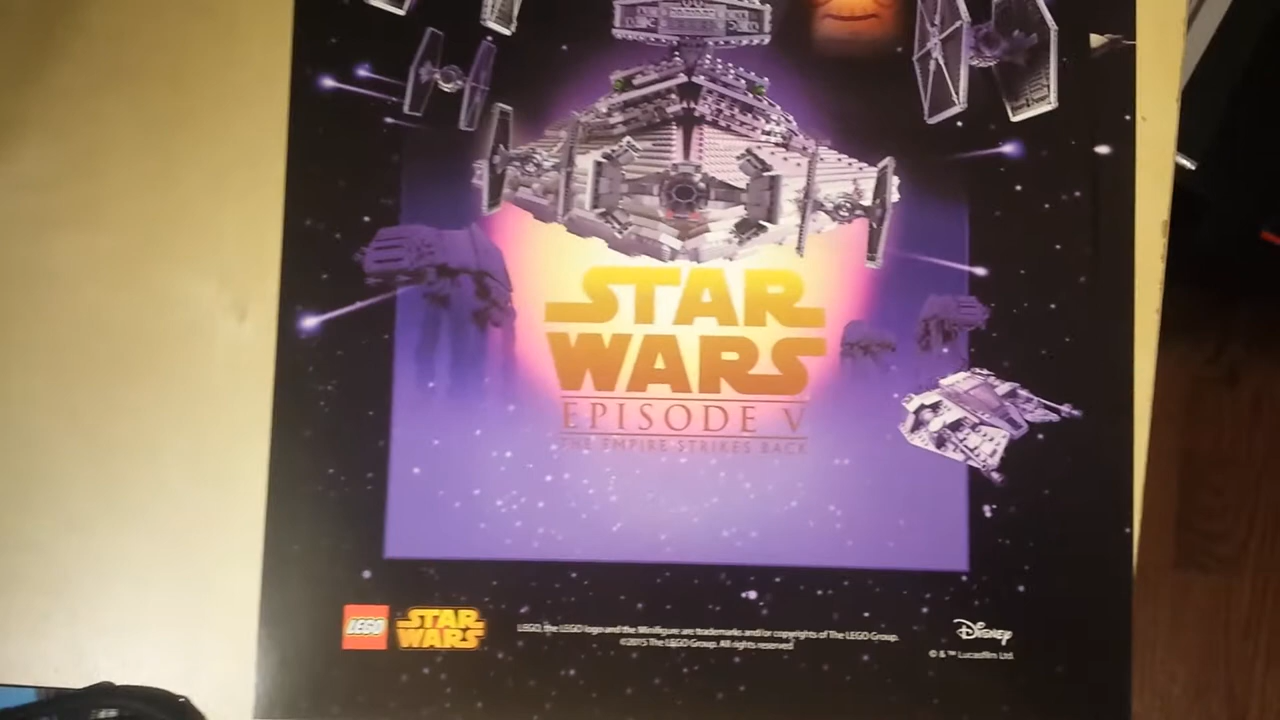 STAR
WARS
EPISODE V
THE EMPIRE STRIKES BACK
LEGO
STAR
WARS
LEGO, the LEGO logo and the Minifigure are trademarks and/or copyrights of The LEGO Group.
©2015 The LEGO Group. All rights reserved
Disney
© & ™ Lucasfilm Ltd.